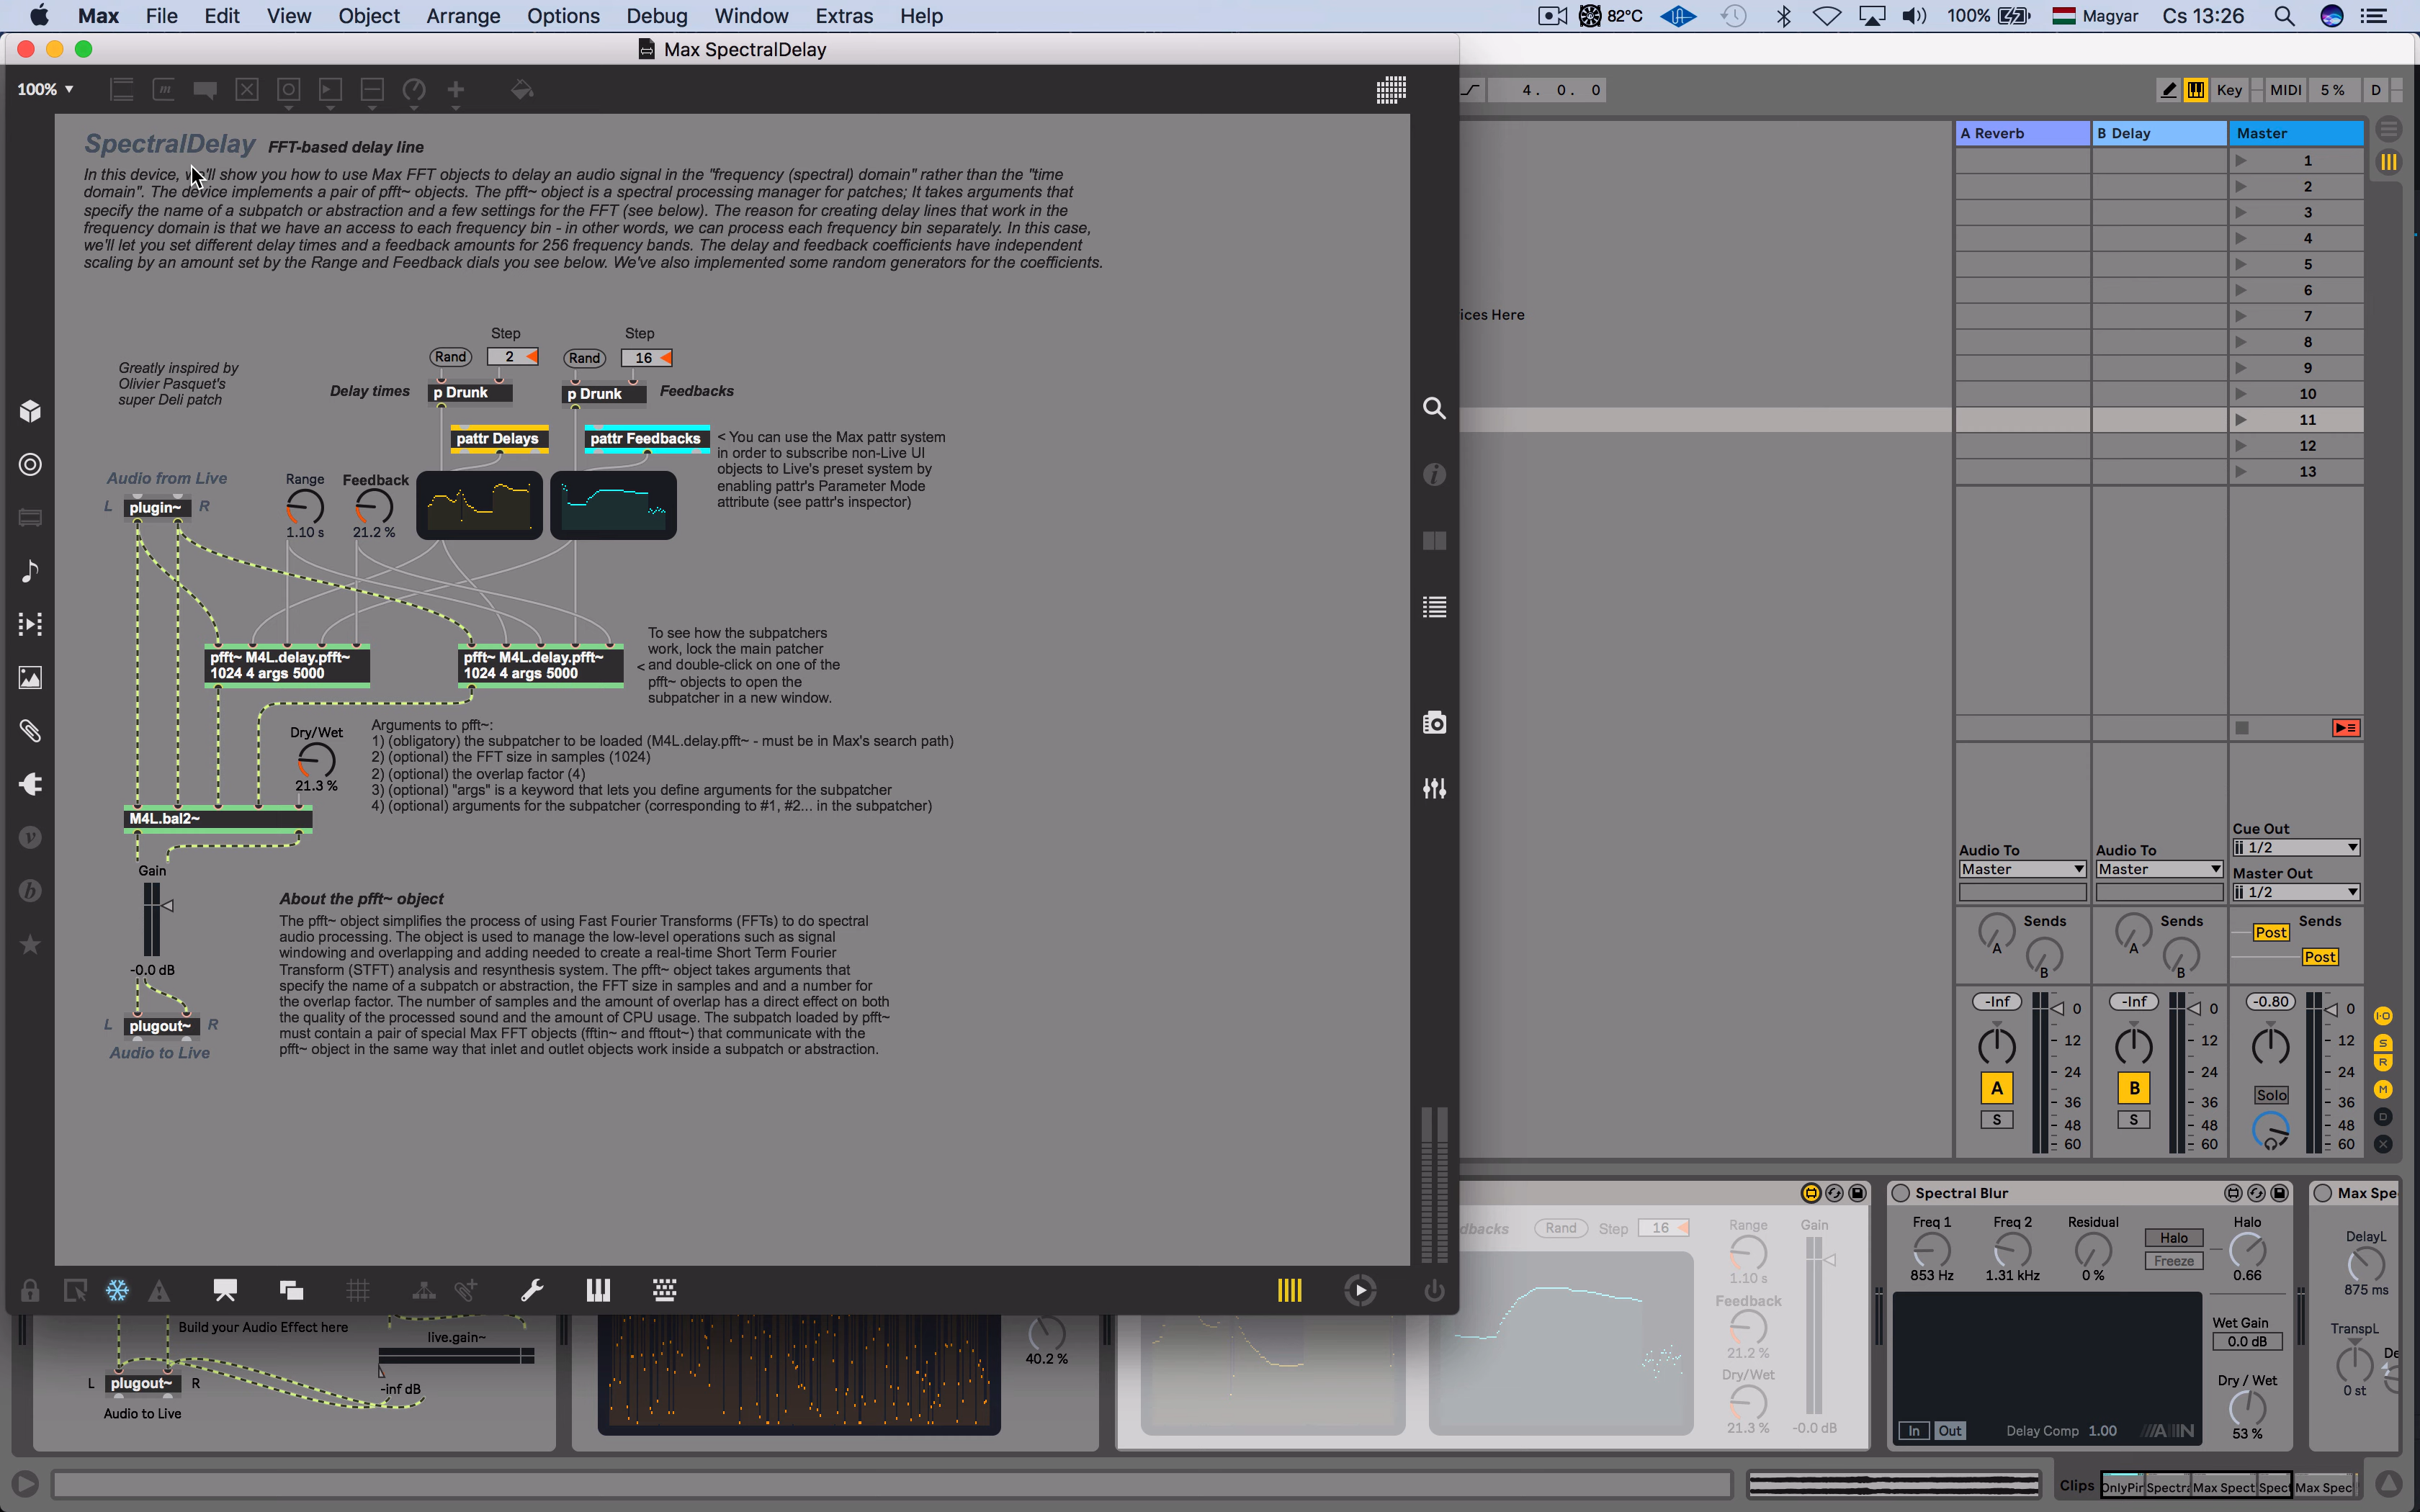 Max File Edit View Object Arrange Options Debug Window Extras Help
82°C 100% Magyar Cs 13:26
Max SpectralDelay
100%
4. 0. 0
Key MIDI 5 % D
SpectralDelay FFT-based delay line
In this device, we'll show you how to use Max FFT objects to delay an audio signal in the "frequency (spectral) domain" rather than the "time
domain". The device implements a pair of pfft~ objects. The pfft~ object is a spectral processing manager for patches; It takes arguments that
specify the name of a subpatch or abstraction and a few settings for the FFT (see below). The reason for creating delay lines that work in the
frequency domain is that we have an access to each frequency bin - in other words, we can process each frequency bin separately. In this case,
we'll let you set different delay times and a feedback amounts for 256 frequency bands. The delay and feedback coefficients have independent
scaling by an amount set by the Range and Feedback dials you see below. We've also implemented some random generators for the coefficients.
Greatly inspired by
Olivier Pasquet's
super Deli patch
Step
Step
Rand 2
Rand 16
Delay times
p Drunk
p Drunk
Feedbacks
pattr Delays
pattr Feedbacks
< You can use the Max pattr system
in order to subscribe non-Live UI
objects to Live's preset system by
enabling pattr's Parameter Mode
attribute (see pattr's inspector)
Audio from Live
L plugin~ R
Range
1.10 s
Feedback
21.2 %
pfft~ M4L.delay.pfft~
1024 4 args 5000
pfft~ M4L.delay.pfft~
1024 4 args 5000
To see how the subpatchers
work, lock the main patcher
< and double-click on one of the
pfft~ objects to open the
subpatcher in a new window.
Dry/Wet
21.3 %
Arguments to pfft~:
1) (obligatory) the subpatcher to be loaded (M4L.delay.pfft~ - must be in Max's search path)
2) (optional) the FFT size in samples (1024)
2) (optional) the overlap factor (4)
3) (optional) "args" is a keyword that lets you define arguments for the subpatcher
4) (optional) arguments for the subpatcher (corresponding to #1, #2... in the subpatcher)
M4L.bal2~
Gain
-0.0 dB
L plugout~ R
Audio to Live
About the pfft~ object
The pfft~ object simplifies the process of using Fast Fourier Transforms (FFTs) to do spectral
audio processing. The object is used to manage the low-level operations such as signal
windowing and overlapping and adding needed to create a real-time Short Term Fourier
Transform (STFT) analysis and resynthesis system. The pfft~ object takes arguments that
specify the name of a subpatch or abstraction, the FFT size in samples and and a number for
the overlap factor. The number of samples and the amount of overlap has a direct effect on both
the quality of the processed sound and the amount of CPU usage. The subpatch loaded by pfft~
must contain a pair of special Max FFT objects (fftin~ and fftout~) that communicate with the
pfft~ object in the same way that inlet and outlet objects work inside a subpatch or abstraction.
ices Here
A Reverb B Delay Master
1
2
3
4
5
6
7
8
9
10
11
12
13
Cue Out
1/2
Audio To Audio To
Master Master
Master Out
1/2
Sends Sends Sends
A A Post
B B Post
-Inf -Inf -0.80
0 0 0
12 12 12
24 24 24
36 36 36
48 48 48
60 60 60
A B Solo
S S
I-O
S
R
M
D
X
Build your Audio Effect here
live.gain~
-inf dB
L plugout~ R
Audio to Live
40.2 %
dbacks Rand Step 16
Range
1.10 s
Feedback
21.2 %
Dry/Wet
21.3 %
Gain
-0.0 dB
Spectral Blur
Freq 1 Freq 2 Residual Halo
853 Hz 1.31 kHz 0 % 0.66
Halo
Freeze
Wet Gain
0.0 dB
Dry / Wet
53 %
In Out Delay Comp 1.00
Max Spe
DelayL
875 ms
TranspL
0 st
De
Clips OnlyPir Spectra Max Spect Spect Max Spec